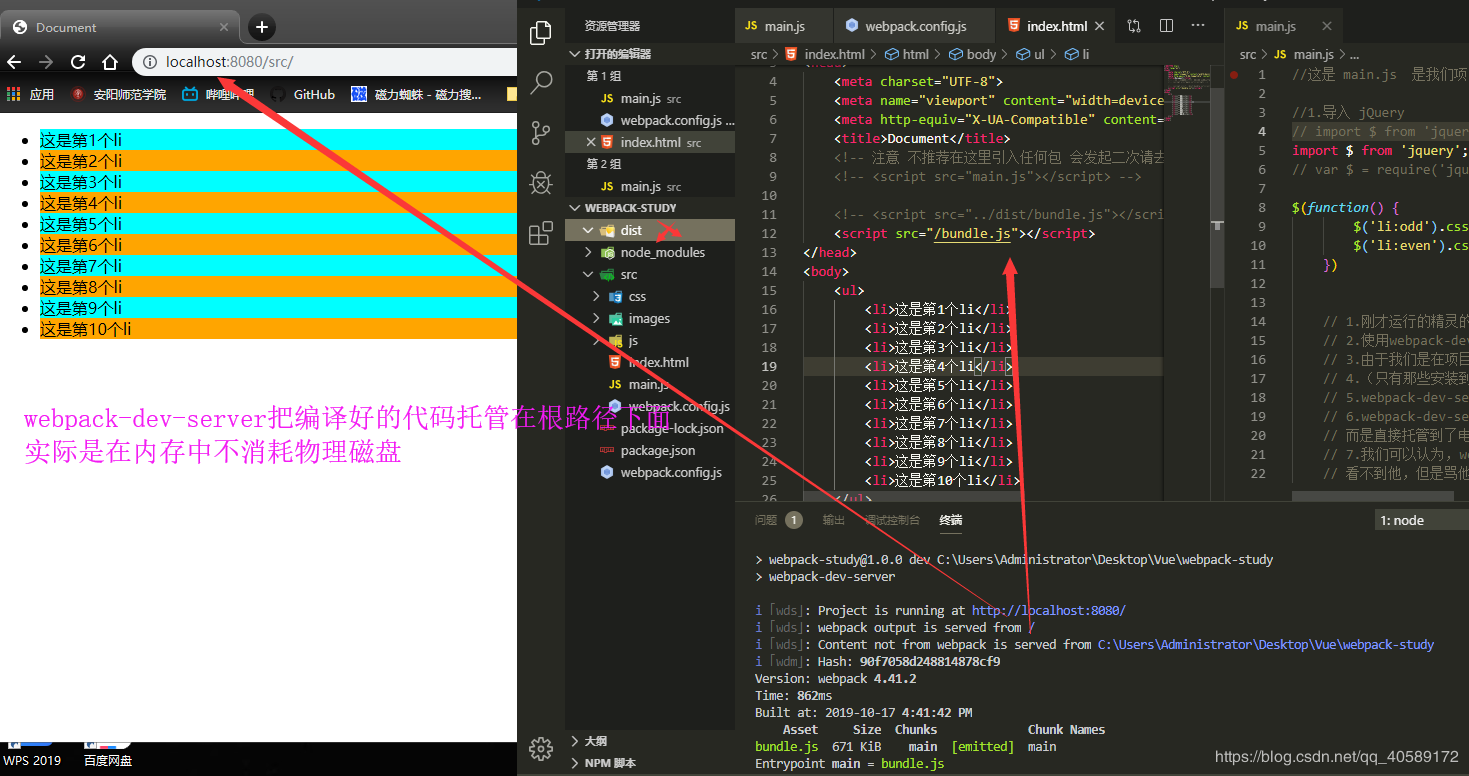 Document
localhost:8080/src/
应用
安阳师范学院
哔哩哔哩
GitHub
磁力蜘蛛 - 磁力搜...
这是第1个li
这是第2个li
这是第3个li
这是第4个li
这是第5个li
这是第6个li
这是第7个li
这是第8个li
这是第9个li
这是第10个li
webpack-dev-server把编译好的代码托管在根路径下面
实际是在内存中不消耗物理磁盘
WPS 2019
百度网盘
资源管理器
打开的编辑器
第 1 组
JS main.js src
webpack.config.js ...
index.html src
第 2 组
JS main.js src
WEBPACK-STUDY
dist
node_modules
src
css
images
js
index.html
JS main.js
webpack.config.js
package-lock.json
package.json
webpack.config.js
大纲
NPM 脚本
JS main.js
webpack.config.js
index.html
src > index.html > html > body > ul > li
4 <meta charset="UTF-8">
5 <meta name="viewport" content="width=device
6 <meta http-equiv="X-UA-Compatible" content=
7 <title>Document</title>
8 <!-- 注意 不推荐在这里引入任何包 会发起二次请去
9 <!-- <script src="main.js"></script> -->
10
11 <!-- <script src="../dist/bundle.js"></scri
12 <script src="/bundle.js"></script>
13 </head>
14 <body>
15 <ul>
16 <li>这是第1个li</li>
17 <li>这是第2个li</li>
18 <li>这是第3个li</li>
19 <li>这是第4个li</li>
20 <li>这是第5个li</li>
21 <li>这是第6个li</li>
22 <li>这是第7个li</li>
23 <li>这是第8个li</li>
24 <li>这是第9个li</li>
25 <li>这是第10个li</li>
26 </ul>
JS main.js
src > JS main.js > ...
1 //这是 main.js 是我们项
2
3 //1.导入 jQuery
4 // import $ from 'jquer
5 import $ from 'jquery';
6 // var $ = require('jqu
7
8 $(function() {
9 $('li:odd').css
10 $('li:even').cs
11 })
12
13
14 // 1.刚才运行的精灵的
15 // 2.使用webpack-dev
16 // 3.由于我们是在项目
17 // 4.（只有那些安装到
18 // 5.webpack-dev-se
19 // 6.webpack-dev-se
20 // 而是直接托管到了电
21 // 7.我们可以认为，we
22 // 看不到他，但是骂他
问题 1
输出
调试控制台
终端
1: node
> webpack-study@1.0.0 dev C:\Users\Administrator\Desktop\Vue\webpack-study
> webpack-dev-server
i ｢wds｣: Project is running at http://localhost:8080/
i ｢wds｣: webpack output is served from /
i ｢wds｣: Content not from webpack is served from C:\Users\Administrator\Desktop\Vue\webpack-study
i ｢wdm｣: Hash: 90f7058d248814878cf9
Version: webpack 4.41.2
Time: 862ms
Built at: 2019-10-17 4:41:42 PM
Asset Size Chunks Chunk Names
bundle.js 671 KiB main [emitted] main
Entrypoint main = bundle.js
https://blog.csdn.net/qq_40589172